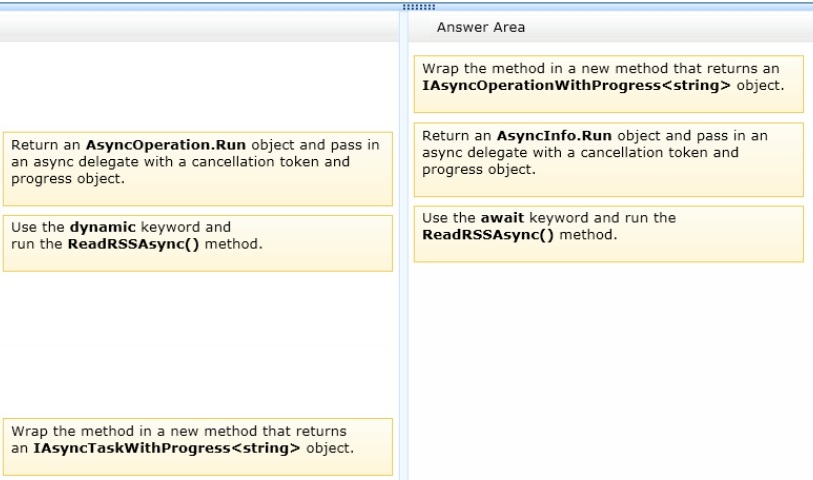 Answer Area
Return an AsyncOperation.Run object and pass in
an async delegate with a cancellation token and
progress object.
Use the dynamic keyword and
run the ReadRSSAsync() method.
Wrap the method in a new method that returns
an IAsyncTaskWithProgress<string> object.
Wrap the method in a new method that returns an
IAsyncOperationWithProgress<string> object.
Return an AsyncInfo.Run object and pass in an
async delegate with a cancellation token and
progress object.
Use the await keyword and run the
ReadRSSAsync() method.